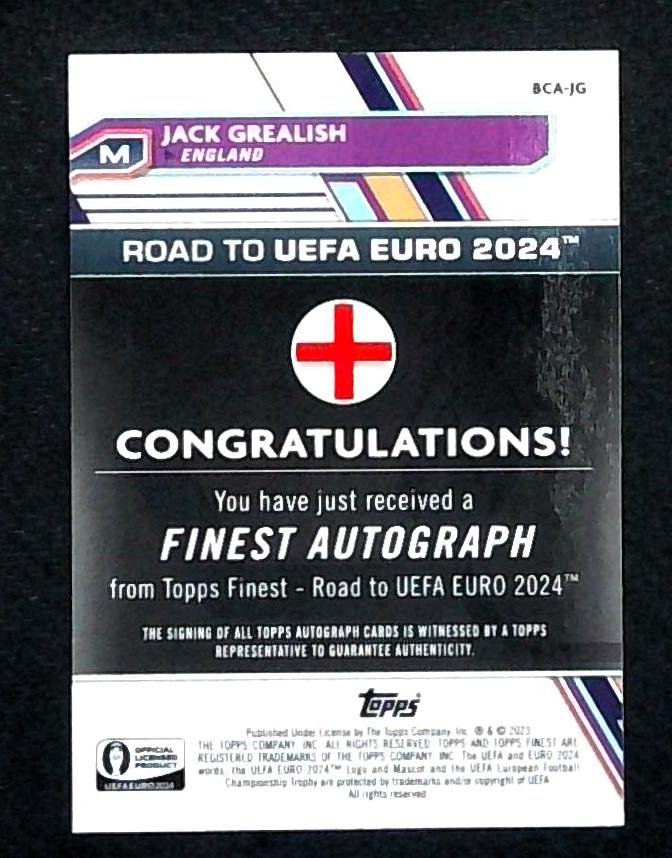 BCA-JG
JACK GREALISH
M
ENGLAND
ROAD TO UEFA EURO 2024™
CONGRATULATIONS!
You have just received a
FINEST AUTOGRAPH
from Topps Finest - Road to UEFA EURO 2024™
THE SIGNING OF ALL TOPPS AUTOGRAPH CARDS IS WITNESSED BY A TOPPS
REPRESENTATIVE TO GUARANTEE AUTHENTICITY.
Topps
Published Under License by The Topps Company Inc. ® & © 2023
THE TOPPS COMPANY INC. ALL RIGHTS RESERVED. TOPPS AND TOPPS FINEST ARE
REGISTERED TRADEMARKS OF THE TOPPS COMPANY INC. The UEFA and EURO 2024
words, the UEFA EURO 2024™ Logo and Mascot and the UEFA European Football
Championship Trophy are protected by trademarks and/or copyright of UEFA.
All rights reserved
OFFICIAL
LICENSED
PRODUCT
UEFA EURO 2024